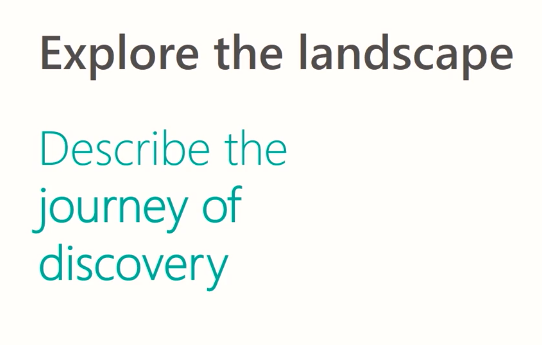 Explore the landscape
Describe the
journey of
discovery